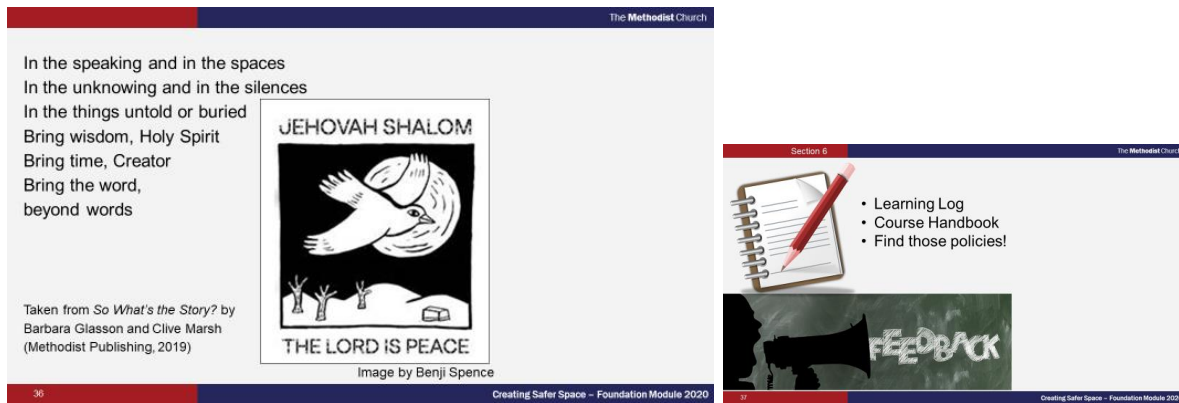 The Methodist Church
In the speaking and in the spaces
In the unknowing and in the silences
In the things untold or buried
Bring wisdom, Holy Spirit
Bring time, Creator
Bring the word,
beyond words
JEHOVAH SHALOM
THE LORD IS PEACE
Taken from So What's the Story? by
Barbara Glasson and Clive Marsh
(Methodist Publishing, 2019)
Image by Benji Spence
36
Creating Safer Space – Foundation Module 2020
Section 6
The Methodist Church
• Learning Log
• Course Handbook
• Find those policies!
FEEDBACK
37
Creating Safer Space – Foundation Module 2020